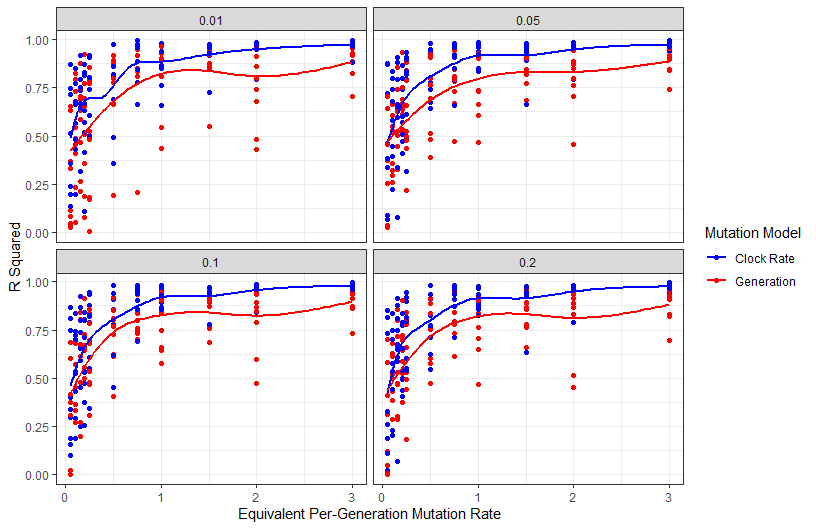 0.01
0.05
1.00
0.75
0.50
0.25
0.00
0.1
0.2
1.00
0.75
0.50
0.25
0.00
0 1 2 3
0 1 2 3
Equivalent Per-Generation Mutation Rate
R Squared
Mutation Model
Clock Rate
Generation